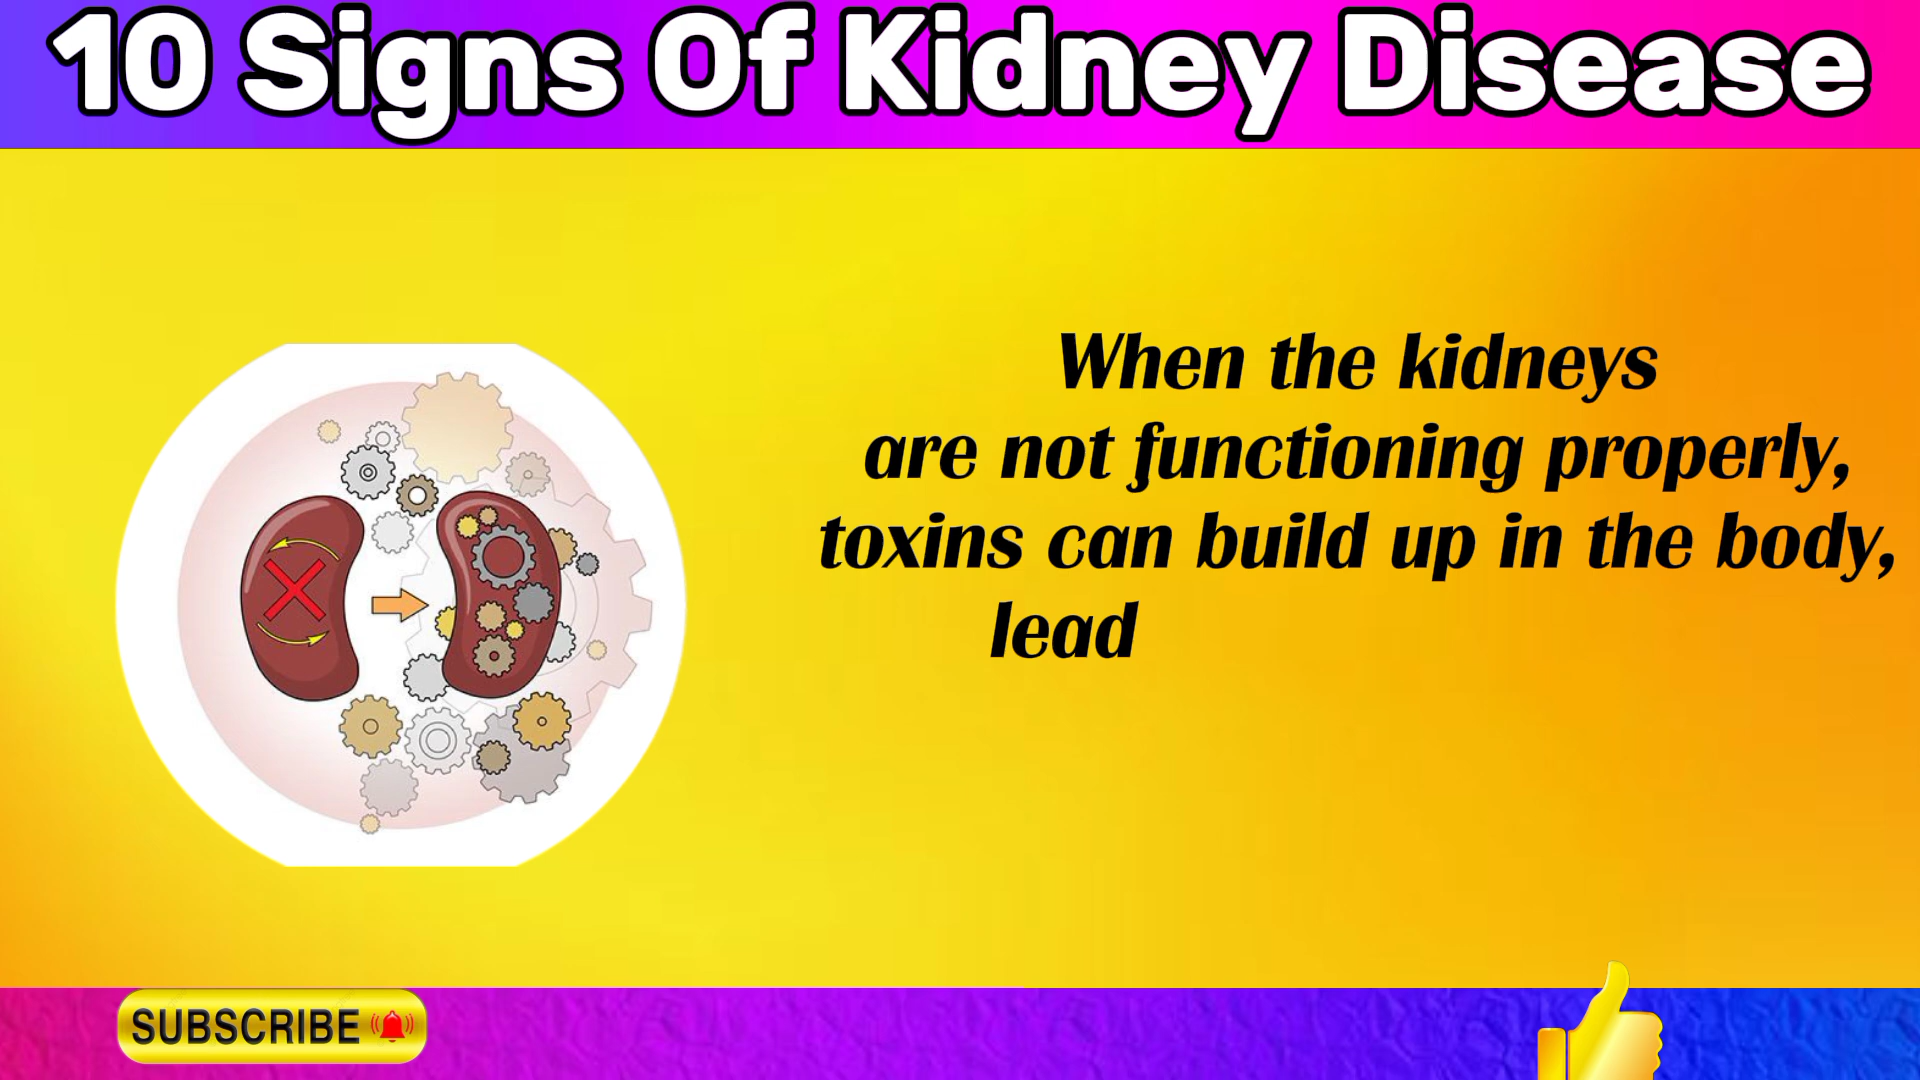 10 Signs Of Kidney Disease
When the kidneys
are not functioning properly,
toxins can build up in the body,
lead
SUBSCRIBE